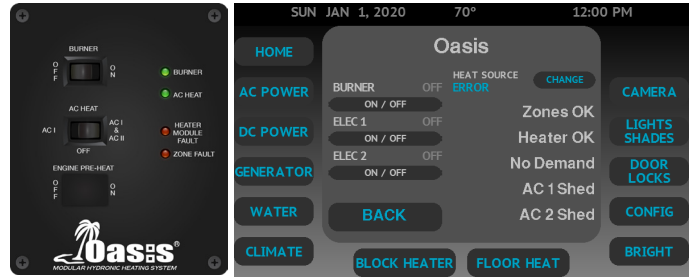 BURNER
OFF
ON
BURNER
AC HEAT
AC HEAT
AC I
AC I
&
AC II
OFF
HEATER
MODULE
FAULT
ZONE FAULT
ENGINE PRE-HEAT
OFF
ON
Oasis
®
MODULAR HYDRONIC HEATING SYSTEM
SUN JAN 1, 2020 70° 12:00 PM
HOME
AC POWER
DC POWER
GENERATOR
WATER
CLIMATE
Oasis
BURNER OFF
ON / OFF
ELEC 1 OFF
ON / OFF
ELEC 2 OFF
ON / OFF
BACK
HEAT SOURCE
ERROR
CHANGE
Zones OK
Heater OK
No Demand
AC 1 Shed
AC 2 Shed
CAMERA
LIGHTS
SHADES
DOOR
LOCKS
CONFIG
BRIGHT
BLOCK HEATER
FLOOR HEAT